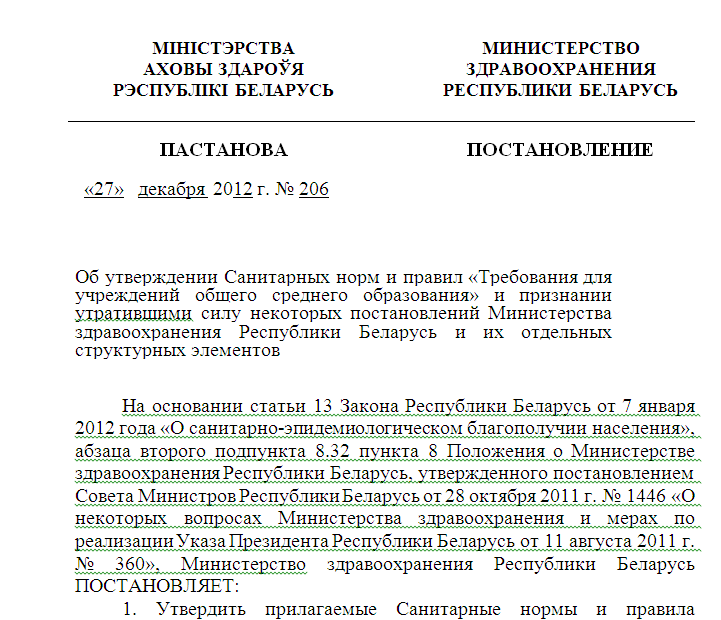 МІНІСТЭРСТВА
АХОВЫ ЗДАРОЎЯ
РЭСПУБЛІКІ БЕЛАРУСЬ
МИНИСТЕРСТВО
ЗДРАВООХРАНЕНИЯ
РЕСПУБЛИКИ БЕЛАРУСЬ
ПАСТАНОВА
ПОСТАНОВЛЕНИЕ
«27» декабря 2012 г. № 206
Об утверждении Санитарных норм и правил «Требования для
учреждений общего среднего образования» и признании
утратившими силу некоторых постановлений Министерства
здравоохранения Республики Беларусь и их отдельных
структурных элементов
На основании статьи 13 Закона Республики Беларусь от 7 января
2012 года «О санитарно-эпидемиологическом благополучии населения»,
абзаца второго подпункта 8.32 пункта 8 Положения о Министерстве
здравоохранения Республики Беларусь, утвержденного постановлением
Совета Министров Республики Беларусь от 28 октября 2011 г. № 1446 «О
некоторых вопросах Министерства здравоохранения и мерах по
реализации Указа Президента Республики Беларусь от 11 августа 2011 г.
№ 360», Министерство здравоохранения Республики Беларусь
ПОСТАНОВЛЯЕТ:
1. Утвердить прилагаемые Санитарные нормы и правила